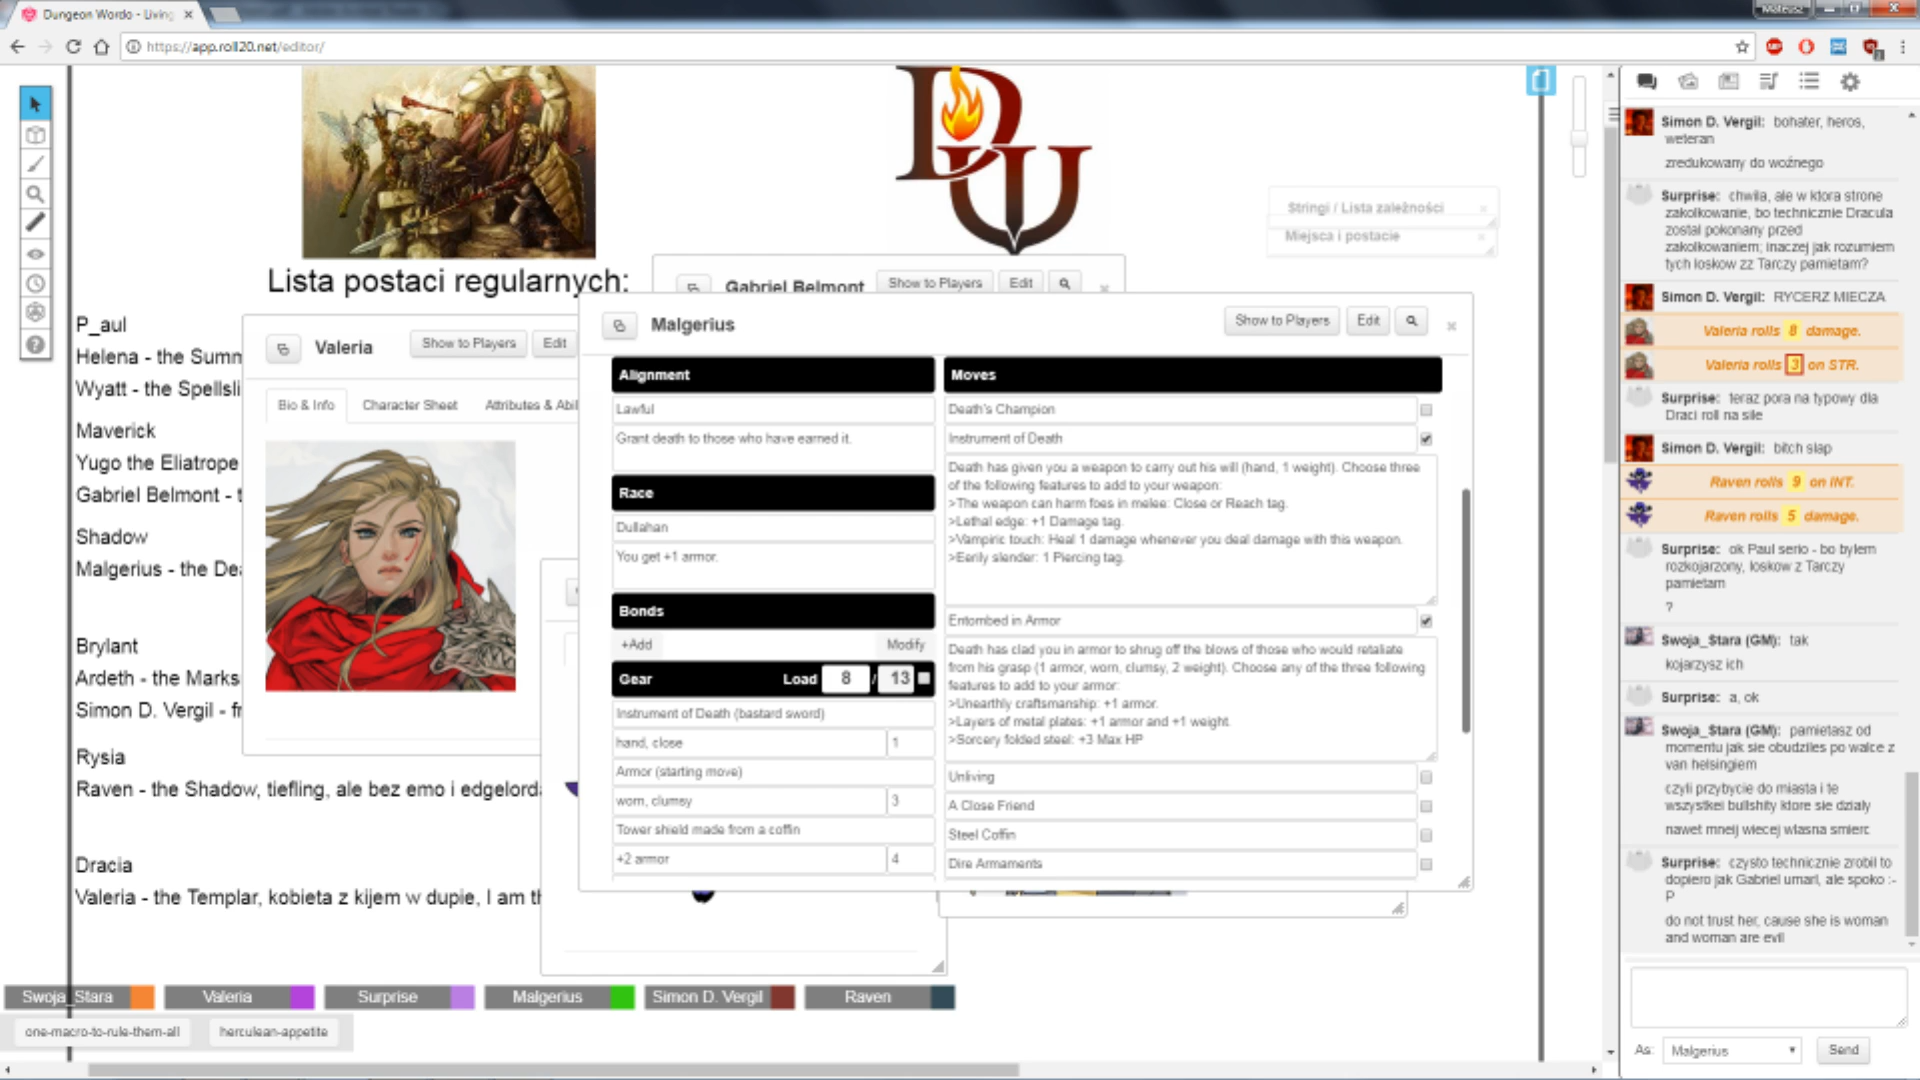 Dungeon Wordo - Living
Mateusz
https://app.roll20.net/editor/
DU
Stringi / Lista zależności
Miejsca i postacie
Lista postaci regularnych:
P_aul
Helena - the Summ
Wyatt - the Spellsli
Maverick
Yugo the Eliatrope
Gabriel Belmont - t
Shadow
Malgerius - the Dea
Brylant
Ardeth - the Marks
Simon D. Vergil - fr
Rysia
Raven - the Shadow, tiefling, ale bez emo i edgelorda
Dracia
Valeria - the Templar, kobieta z kijem w dupie, I am th
Gabriel Belmont
Show to Players
Edit
Valeria
Show to Players
Edit
Bio & Info
Character Sheet
Attributes & Abil
Malgerius
Show to Players
Edit
Alignment
Lawful
Grant death to those who have earned it.
Race
Dullahan
You get +1 armor.
Bonds
+Add
Modify
Gear
Load 8 / 13
Instrument of Death (bastard sword)
hand, close 1
Armor (starting move)
worn, clumsy 3
Tower shield made from a coffin
+2 armor 4
Moves
Death's Champion
Instrument of Death
Death has given you a weapon to carry out his will (hand, 1 weight). Choose three
of the following features to add to your weapon:
>The weapon can harm foes in melee: Close or Reach tag.
>Lethal edge: +1 Damage tag.
>Vampiric touch: Heal 1 damage whenever you deal damage with this weapon.
>Eerily slender: 1 Piercing tag.
Entombed in Armor
Death has clad you in armor to shrug off the blows of those who would retaliate
from his grasp (1 armor, worn, clumsy, 2 weight). Choose any of the three following
features to add to your armor:
>Unearthly craftsmanship: +1 armor.
>Layers of metal plates: +1 armor and +1 weight.
>Sorcery folded steel: +3 Max HP
Unliving
A Close Friend
Steel Coffin
Dire Armaments
Swoja_Stara
Valeria
Surprise
Malgerius
Simon D. Vergil
Raven
one-macro-to-rule-them-all
herculean-appetite
Simon D. Vergil: bohater, heros,
weteran
zredukowany do woźnego
Surprise: chwila, ale w ktora strone
zakolkowanie, bo technicznie Dracula
zostal pokonany przed
zakolkowaniem; inaczej jak rozumiem
tych loskow zz Tarczy pamietam?
Simon D. Vergil: RYCERZ MIECZA
Valeria rolls 8 damage.
Valeria rolls 3 on STR.
Surprise: teraz pora na typowy dla
Draci roll na sile
Simon D. Vergil: bitch slap
Raven rolls 9 on INT.
Raven rolls 5 damage.
Surprise: ok Paul serio - bo bylem
rozkojarzony, loskow z Tarczy
pamietam
?
Swoja_Stara (GM): tak
kojarzysz ich
Surprise: a, ok
Swoja_Stara (GM): pamietasz od
momentu jak sie obudziles po walce z
van helsingiem
czyli przybycie do miasta i te
wszystkei bullshity ktore sie dzialy
nawet mneij wiecej wlasna smierc
Surprise: czysto technicznie zrobil to
dopiero jak Gabriel umarl, ale spoko :-
P
do not trust her, cause she is woman
and woman are evil
As: Malgerius
Send